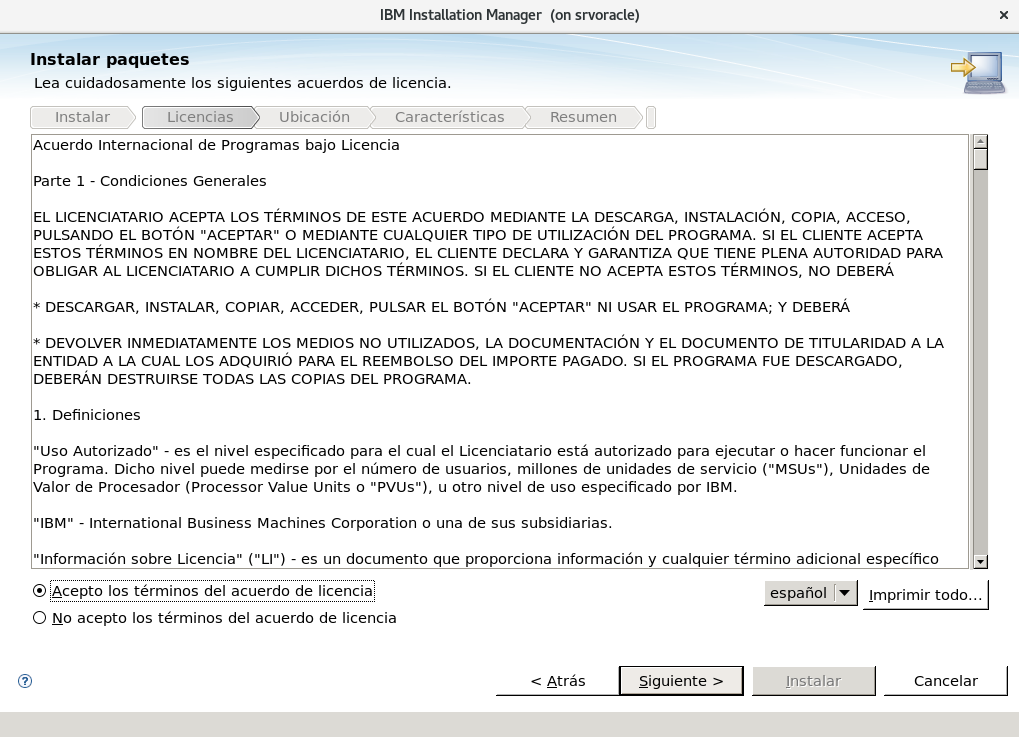 IBM Installation Manager (on srvoracle)
Instalar paquetes
Lea cuidadosamente los siguientes acuerdos de licencia.
Instalar
Licencias
Ubicación
Características
Resumen
Acuerdo Internacional de Programas bajo Licencia
Parte 1 - Condiciones Generales
EL LICENCIATARIO ACEPTA LOS TÉRMINOS DE ESTE ACUERDO MEDIANTE LA DESCARGA, INSTALACIÓN, COPIA, ACCESO,
PULSANDO EL BOTÓN "ACEPTAR" O MEDIANTE CUALQUIER TIPO DE UTILIZACIÓN DEL PROGRAMA. SI EL CLIENTE ACEPTA
ESTOS TÉRMINOS EN NOMBRE DEL LICENCIATARIO, EL CLIENTE DECLARA Y GARANTIZA QUE TIENE PLENA AUTORIDAD PARA
OBLIGAR AL LICENCIATARIO A CUMPLIR DICHOS TÉRMINOS. SI EL CLIENTE NO ACEPTA ESTOS TÉRMINOS, NO DEBERÁ
* DESCARGAR, INSTALAR, COPIAR, ACCEDER, PULSAR EL BOTÓN "ACEPTAR" NI USAR EL PROGRAMA; Y DEBERÁ
* DEVOLVER INMEDIATAMENTE LOS MEDIOS NO UTILIZADOS, LA DOCUMENTACIÓN Y EL DOCUMENTO DE TITULARIDAD A LA
ENTIDAD A LA CUAL LOS ADQUIRIÓ PARA EL REEMBOLSO DEL IMPORTE PAGADO. SI EL PROGRAMA FUE DESCARGADO,
DEBERÁN DESTRUIRSE TODAS LAS COPIAS DEL PROGRAMA.
1. Definiciones
"Uso Autorizado" - es el nivel especificado para el cual el Licenciatario está autorizado para ejecutar o hacer funcionar el
Programa. Dicho nivel puede medirse por el número de usuarios, millones de unidades de servicio ("MSUs"), Unidades de
Valor de Procesador (Processor Value Units o "PVUs"), u otro nivel de uso especificado por IBM.
"IBM" - International Business Machines Corporation o una de sus subsidiarias.
"Información sobre Licencia" ("LI") - es un documento que proporciona información y cualquier término adicional específico
Acepto los términos del acuerdo de licencia
español
Imprimir todo...
No acepto los términos del acuerdo de licencia
?
< Atrás
Siguiente >
Instalar
Cancelar